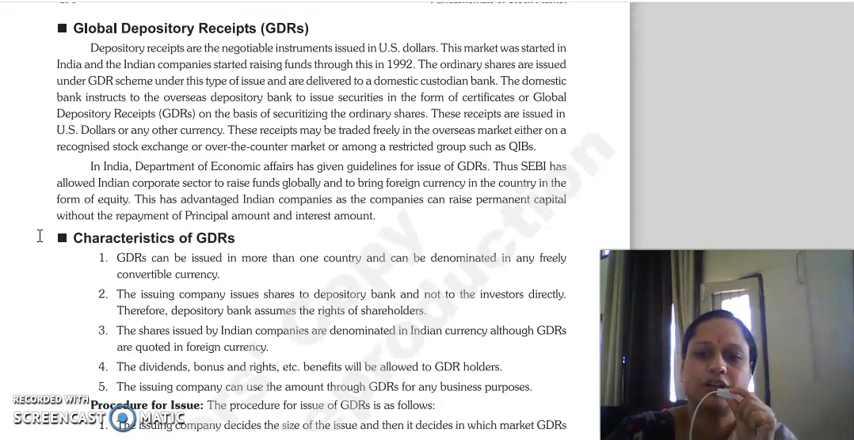 ■ Global Depository Receipts (GDRs)
Depository receipts are the negotiable instruments issued in U.S. dollars. This market was started in
India and the Indian companies started raising funds through this in 1992. The ordinary shares are issued
under GDR scheme under this type of issue and are delivered to a domestic custodian bank. The domestic
bank instructs to the overseas depository bank to issue securities in the form of certificates or Global
Depository Receipts (GDRs) on the basis of securitizing the ordinary shares. These receipts are issued in
U.S. Dollars or any other currency. These receipts may be traded freely in the overseas market either on a
recognised stock exchange or over-the-counter market or among a restricted group such as QIBs.
In India, Department of Economic affairs has given guidelines for issue of GDRs. Thus SEBI has
allowed Indian corporate sector to raise funds globally and to bring foreign currency in the country in the
form of equity. This has advantaged Indian companies as the companies can raise permanent capital
without the repayment of Principal amount and interest amount.
■ Characteristics of GDRs
1. GDRs can be issued in more than one country and can be denominated in any freely
convertible currency.
2. The issuing company issues shares to depository bank and not to the investors directly.
Therefore, depository bank assumes the rights of shareholders.
3. The shares issued by Indian companies are denominated in Indian currency although GDRs
are quoted in foreign currency.
4. The dividends, bonus and rights, etc. benefits will be allowed to GDR holders.
5. The issuing company can use the amount through GDRs for any business purposes.
Procedure for Issue: The procedure for issue of GDRs is as follows:
1. The issuing company decides the size of the issue and then it decides in which market GDRs
RECORDED WITH
SCREENCAST MATIC